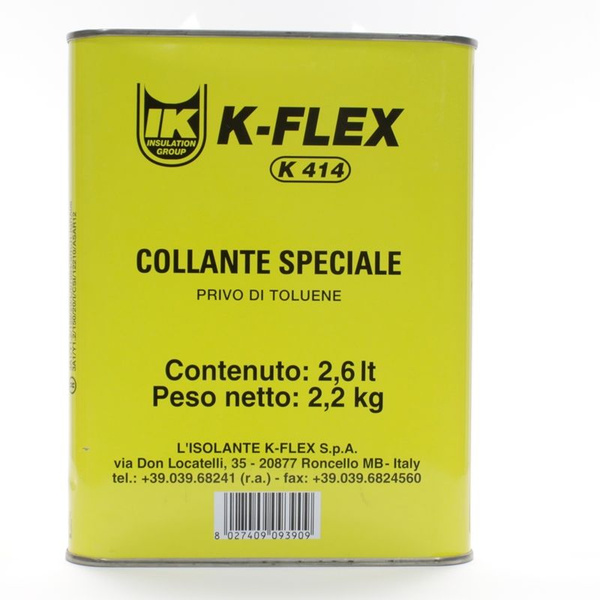 IK
INSULATION
GROUP
K-FLEX
K 414
COLLANTE SPECIALE
PRIVO DI TOLUENE
Contenuto: 2,6 lt
Peso netto: 2,2 kg
L'ISOLANTE K-FLEX S.p.A.
via Don Locatelli, 35 - 20877 Roncello MB - Italy
tel.: +39.039.68241 (r.a.) - fax: +39.039.6824560
8 027409 093909